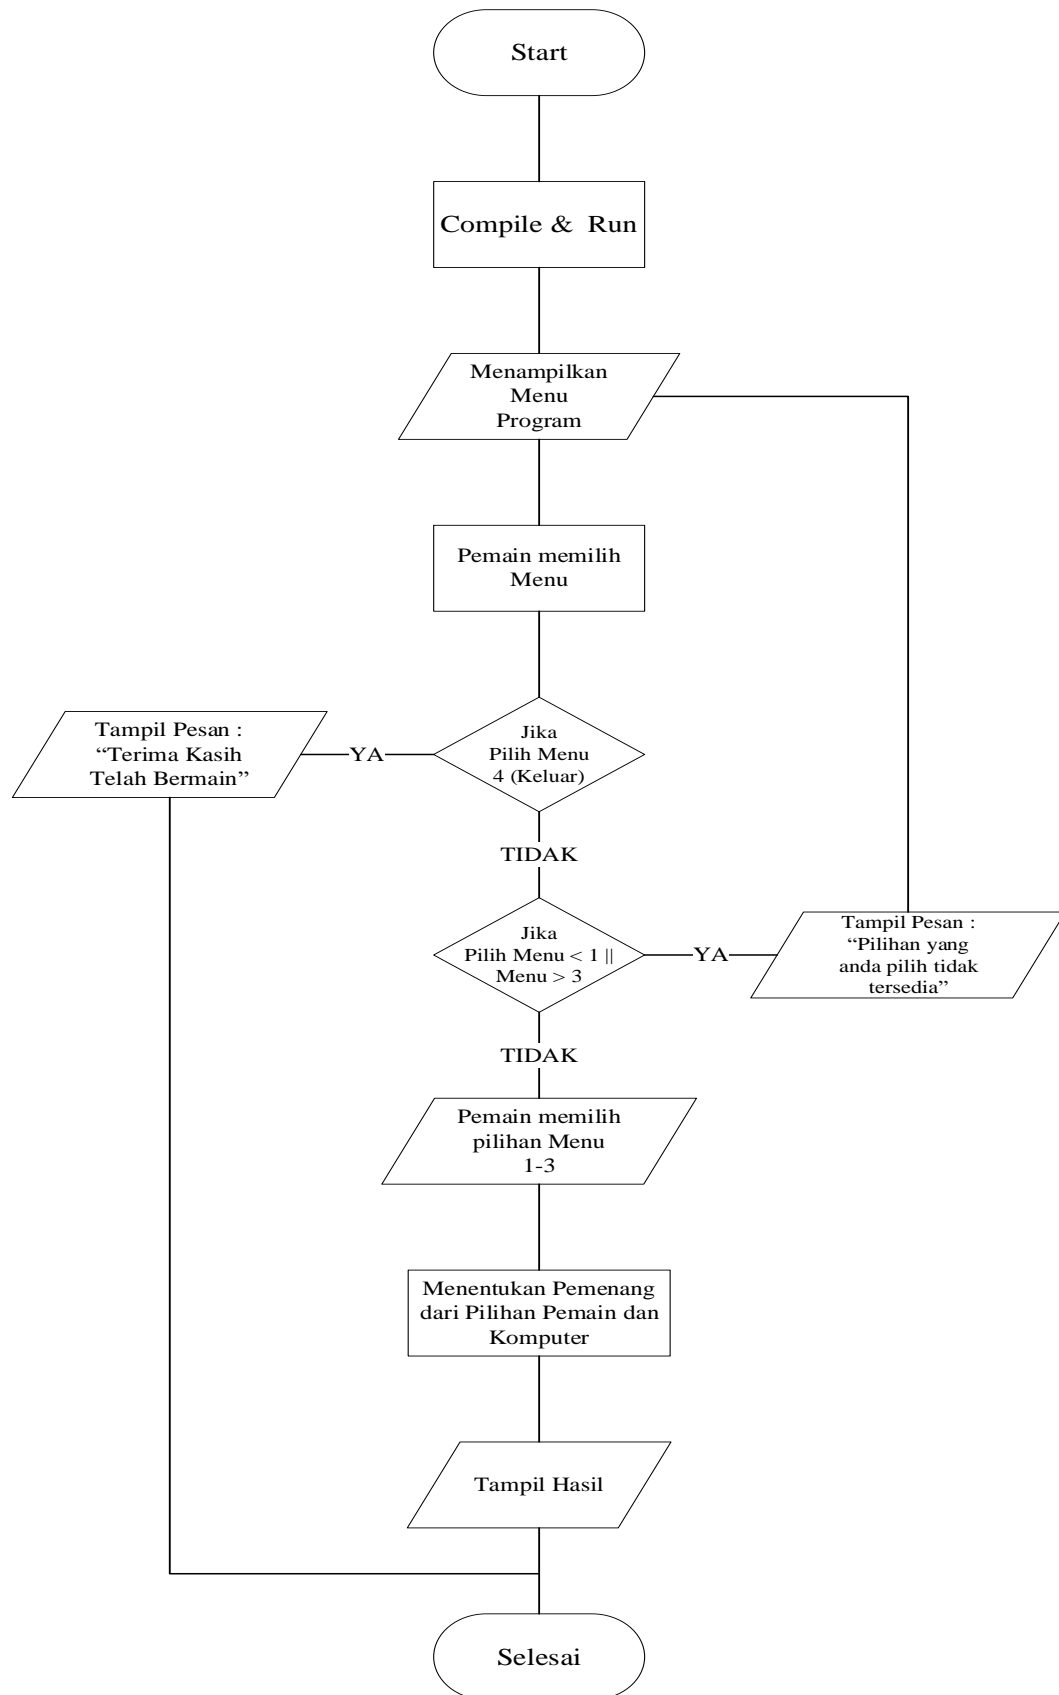 Start
Compile & Run
Menampilkan
Menu
Program
Pemain memilih
Menu
Jika
Pilih Menu
4 (Keluar)
YA
Tampil Pesan :
“Terima Kasih
Telah Bermain”
TIDAK
Jika
Pilih Menu < 1 ||
Menu > 3
YA
Tampil Pesan :
“Pilihan yang
anda pilih tidak
tersedia”
TIDAK
Pemain memilih
pilihan Menu
1-3
Menentukan Pemenang
dari Pilihan Pemain dan
Komputer
Tampil Hasil
Selesai